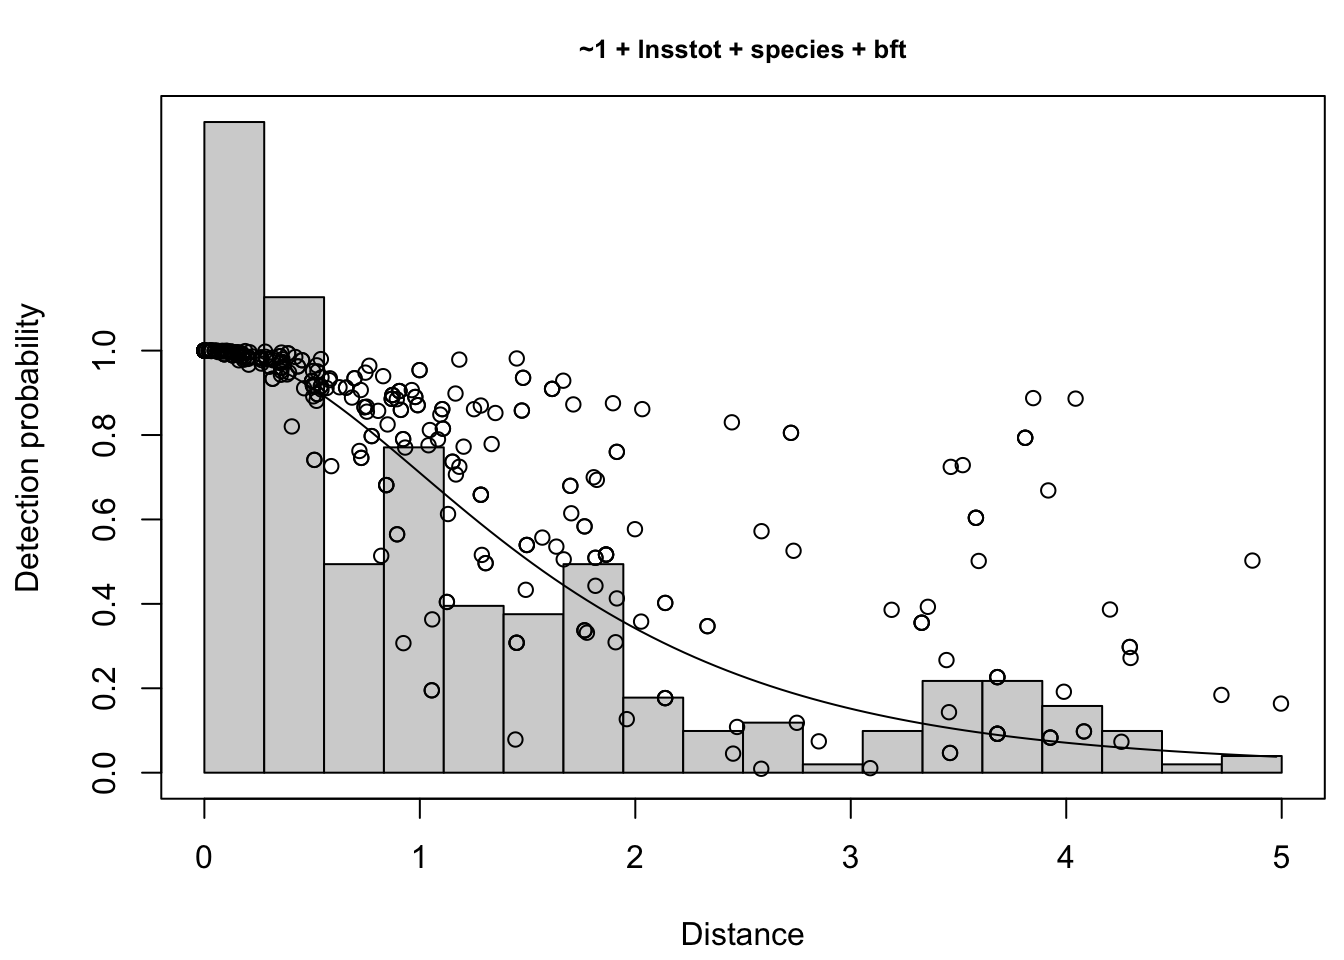 ~1 + lnsstot + species + bft
Detection probability
1.0
0.8
0.6
0.4
0.2
0.0
0 1 2 3 4 5
Distance